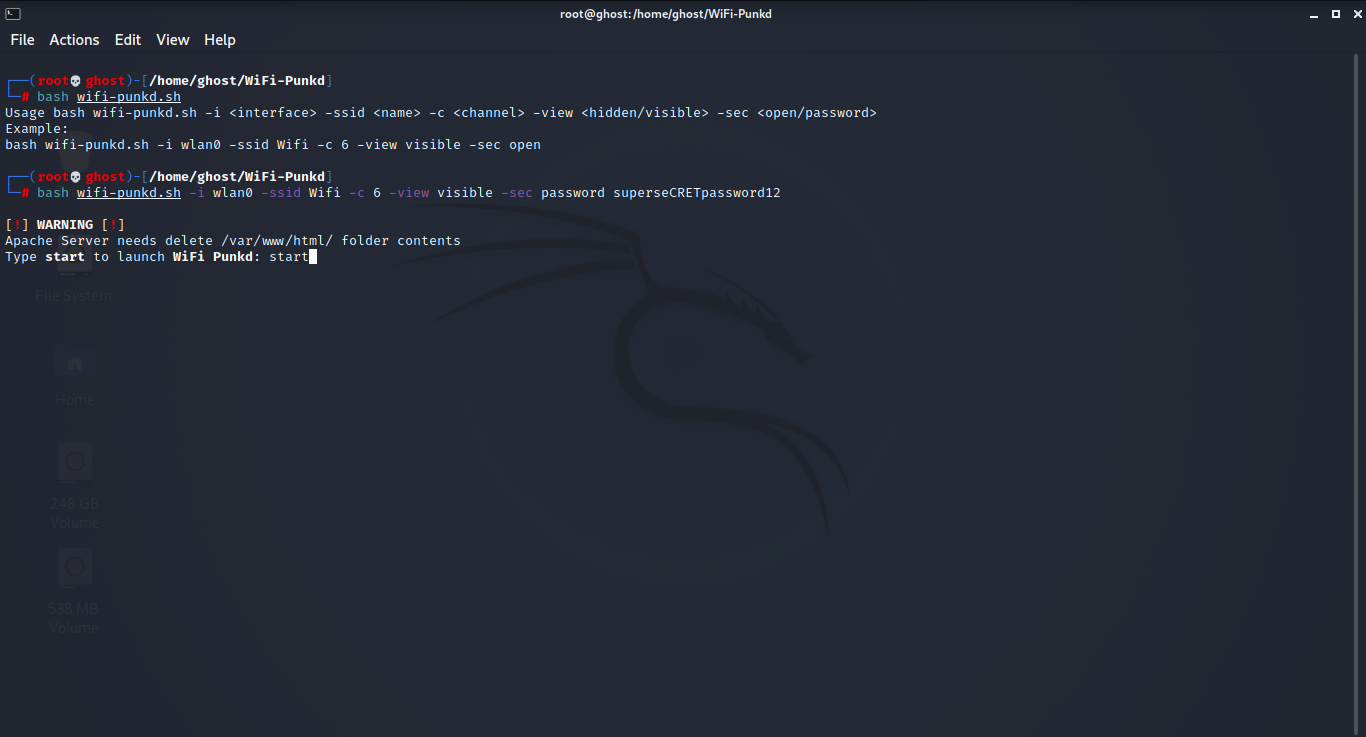 root@ghost:/home/ghost/WiFi-Punkd
File Actions Edit View Help
┌──(root💀ghost)-[/home/ghost/WiFi-Punkd]
└─# bash wifi-punkd.sh
Usage bash wifi-punkd.sh -i <interface> -ssid <name> -c <channel> -view <hidden/visible> -sec <open/password>
Example:
bash wifi-punkd.sh -i wlan0 -ssid Wifi -c 6 -view visible -sec open
┌──(root💀ghost)-[/home/ghost/WiFi-Punkd]
└─# bash wifi-punkd.sh -i wlan0 -ssid Wifi -c 6 -view visible -sec password superseCRETpassword12
[!] WARNING [!]
Apache Server needs delete /var/www/html/ folder contents
Type start to launch WiFi Punkd: start
File System
Home
248 GB
Volume
538 MB
Volume